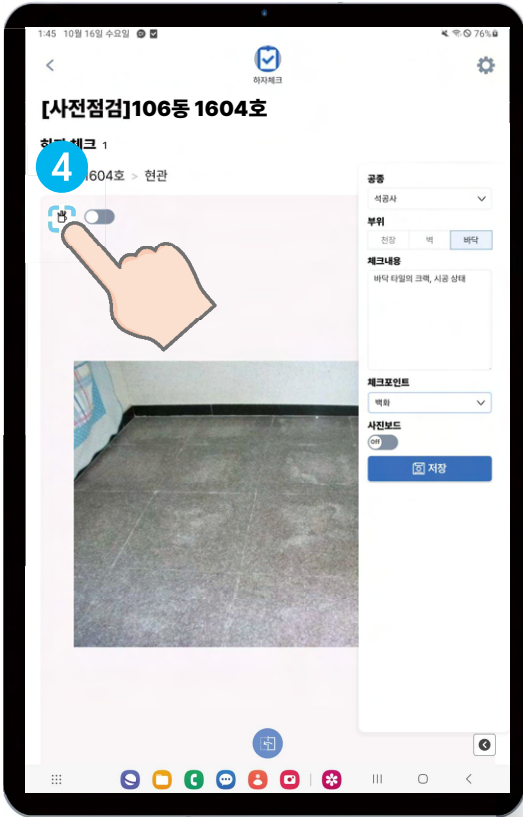 1:45 10월 16일 수요일
76%
하자체크
[사전점검]106동 1604호
하자 체크 1
4
1604호 > 현관
공종
석공사
부위
천장 벽 바닥
체크내용
바닥 타일의 크랙, 시공 상태
체크포인트
백화
사진보드
Off
저장